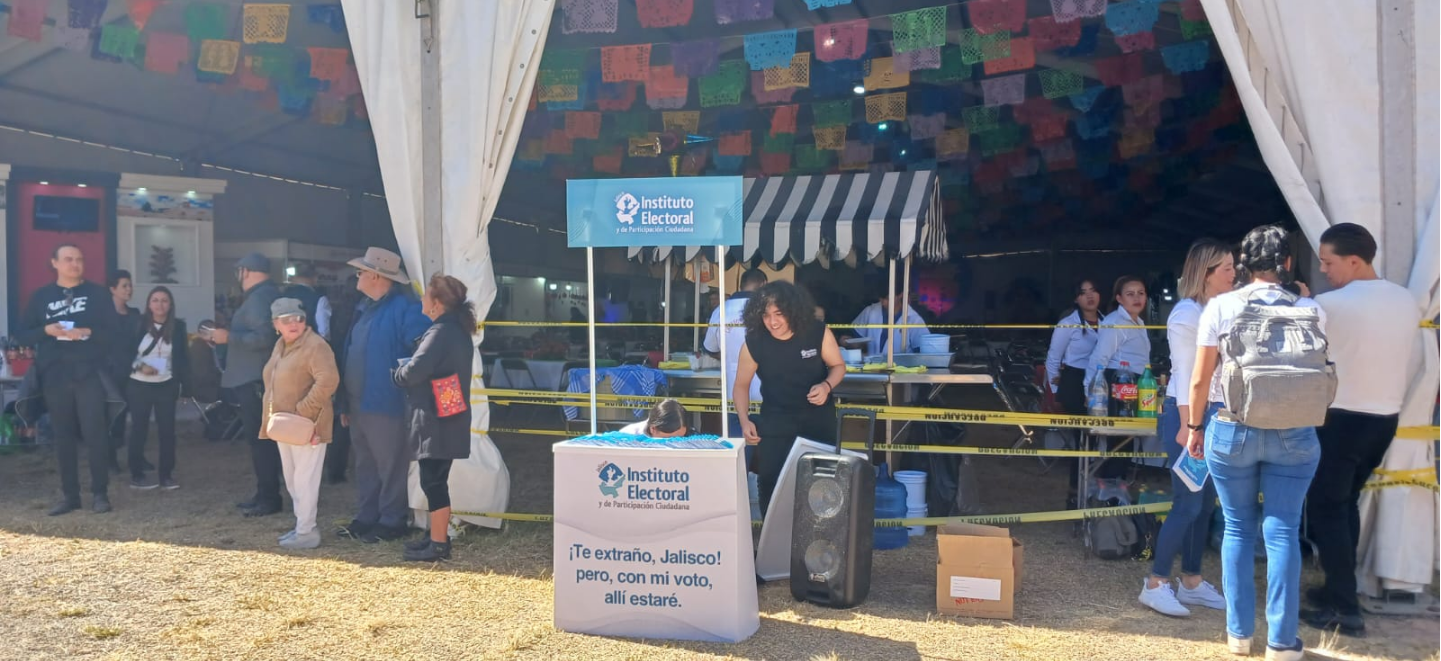 Instituto
Electoral
y de Participación Ciudadana
Instituto
Electoral
y de Participación Ciudadana
¡Te extraño, Jalisco!
pero, con mi voto,
allí estaré.
PRECAUCION